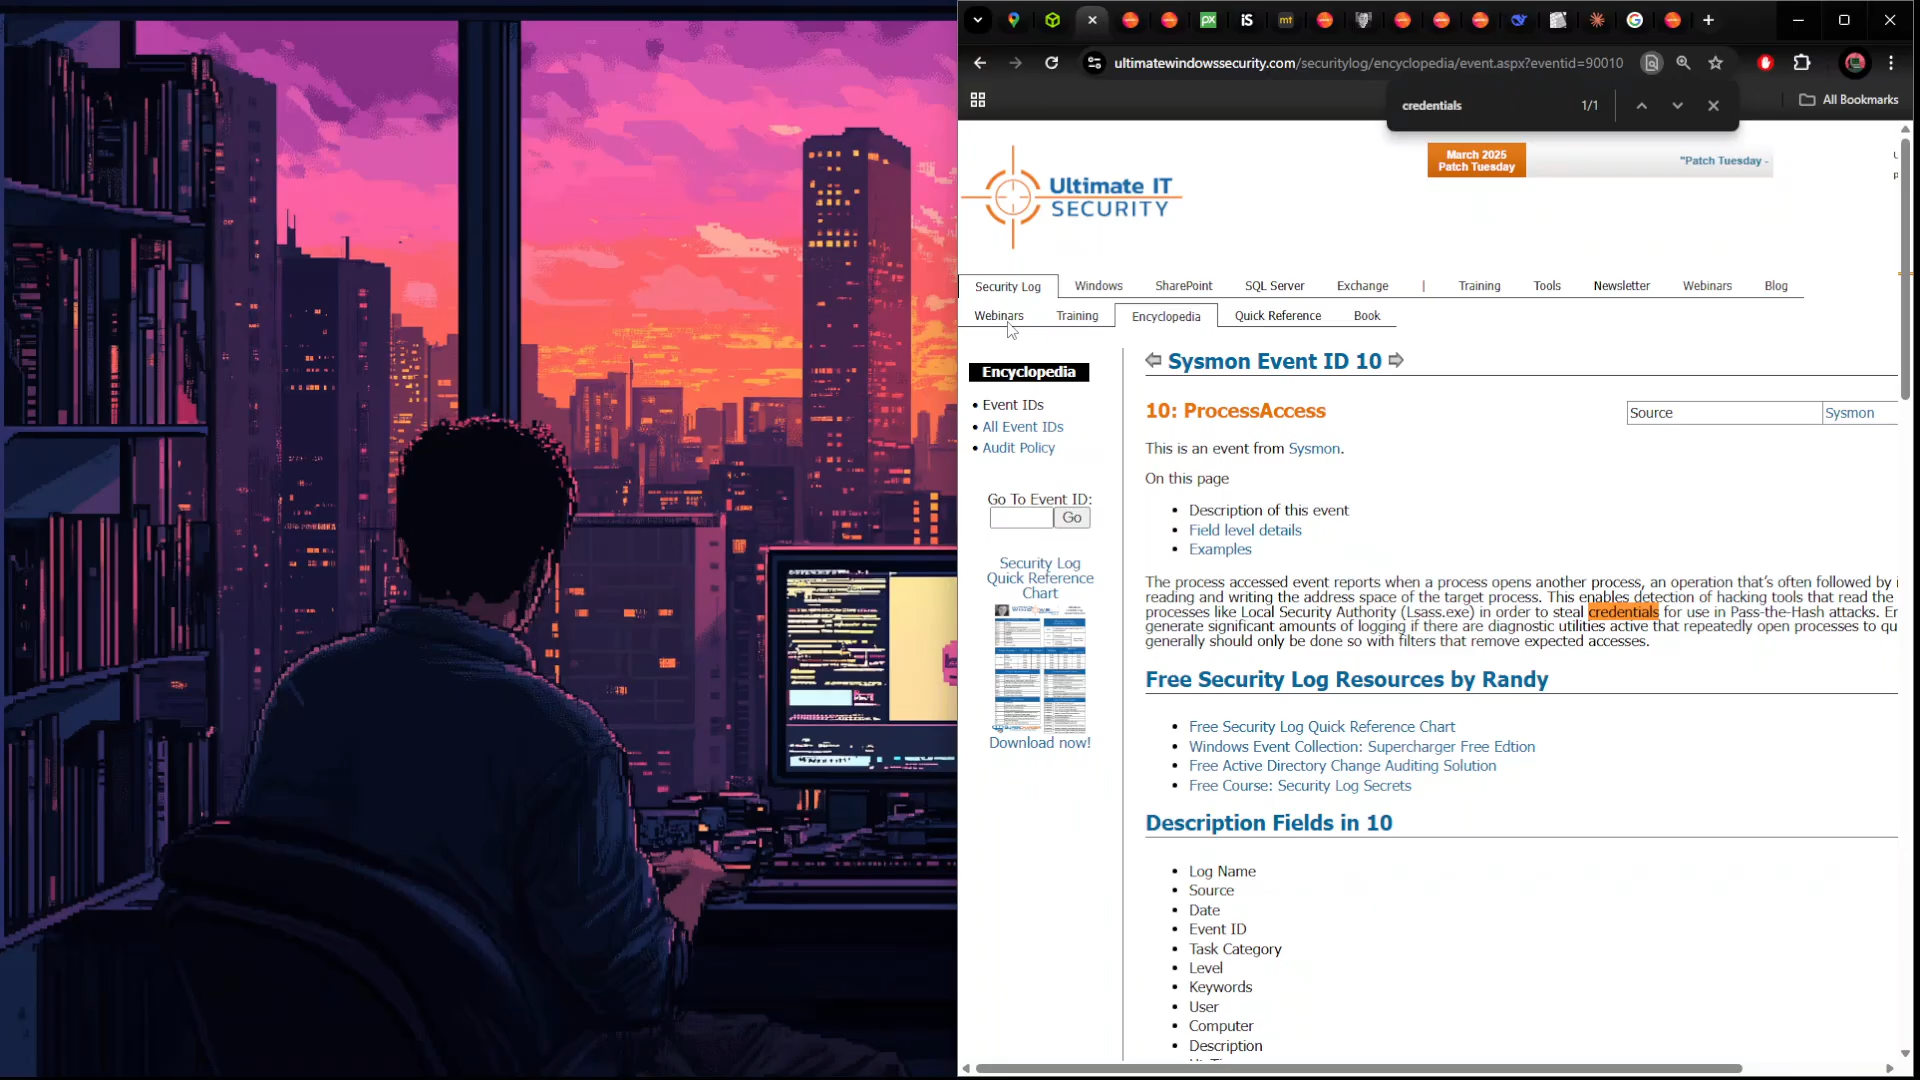 ultimatewindowssecurity.com/securitylog/encyclopedia/event.aspx?eventid=90010
credentials
1/1
All Bookmarks
March 2025
Patch Tuesday
"Patch Tuesday -
Ultimate IT
SECURITY
Security Log
Windows
SharePoint
SQL Server
Exchange
|
Training
Tools
Newsletter
Webinars
Blog
Webinars
Training
Encyclopedia
Quick Reference
Book
Encyclopedia
• Event IDs
• All Event IDs
• Audit Policy
Go To Event ID:
Go
Security Log
Quick Reference
Chart
Download now!
Sysmon Event ID 10
10: ProcessAccess
Source
Sysmon
This is an event from Sysmon.
On this page
• Description of this event
• Field level details
• Examples
The process accessed event reports when a process opens another process, an operation that's often followed by
reading and writing the address space of the target process. This enables detection of hacking tools that read the
processes like Local Security Authority (Lsass.exe) in order to steal credentials for use in Pass-the-Hash attacks. Er
generate significant amounts of logging if there are diagnostic utilities active that repeatedly open processes to qu
generally should only be done so with filters that remove expected accesses.
Free Security Log Resources by Randy
• Free Security Log Quick Reference Chart
• Windows Event Collection: Supercharger Free Edtion
• Free Active Directory Change Auditing Solution
• Free Course: Security Log Secrets
Description Fields in 10
• Log Name
• Source
• Date
• Event ID
• Task Category
• Level
• Keywords
• User
• Computer
• Description